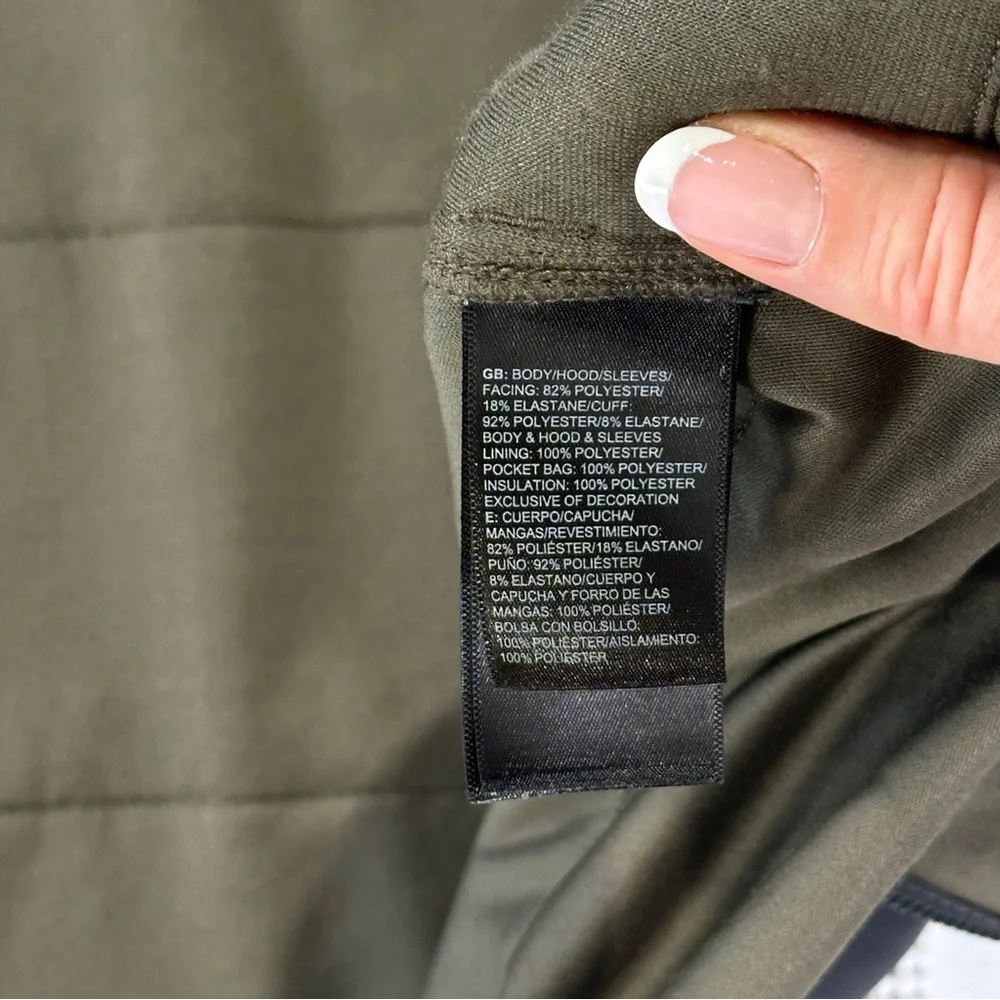 GB: BODY/HOOD/SLEEVES/
FACING: 82% POLYESTER/
18% ELASTANE/CUFF:
92% POLYESTER/8% ELASTANE/
BODY & HOOD & SLEEVES
LINING: 100% POLYESTER/
POCKET BAG: 100% POLYESTER/
INSULATION: 100% POLYESTER
EXCLUSIVE OF DECORATION
E: CUERPO/CAPUCHA/
MANGAS/REVESTIMIENTO:
82% POLIÉSTER/18% ELASTANO/
PUÑO: 92% POLIÉSTER/
8% ELASTANO/CUERPO Y
CAPUCHA Y FORRO DE LAS
MANGAS: 100% POLIÉSTER/
BOLSA CON BOLSILLO:
100% POLIÉSTER/AISLAMIENTO:
100% POLIÉSTER